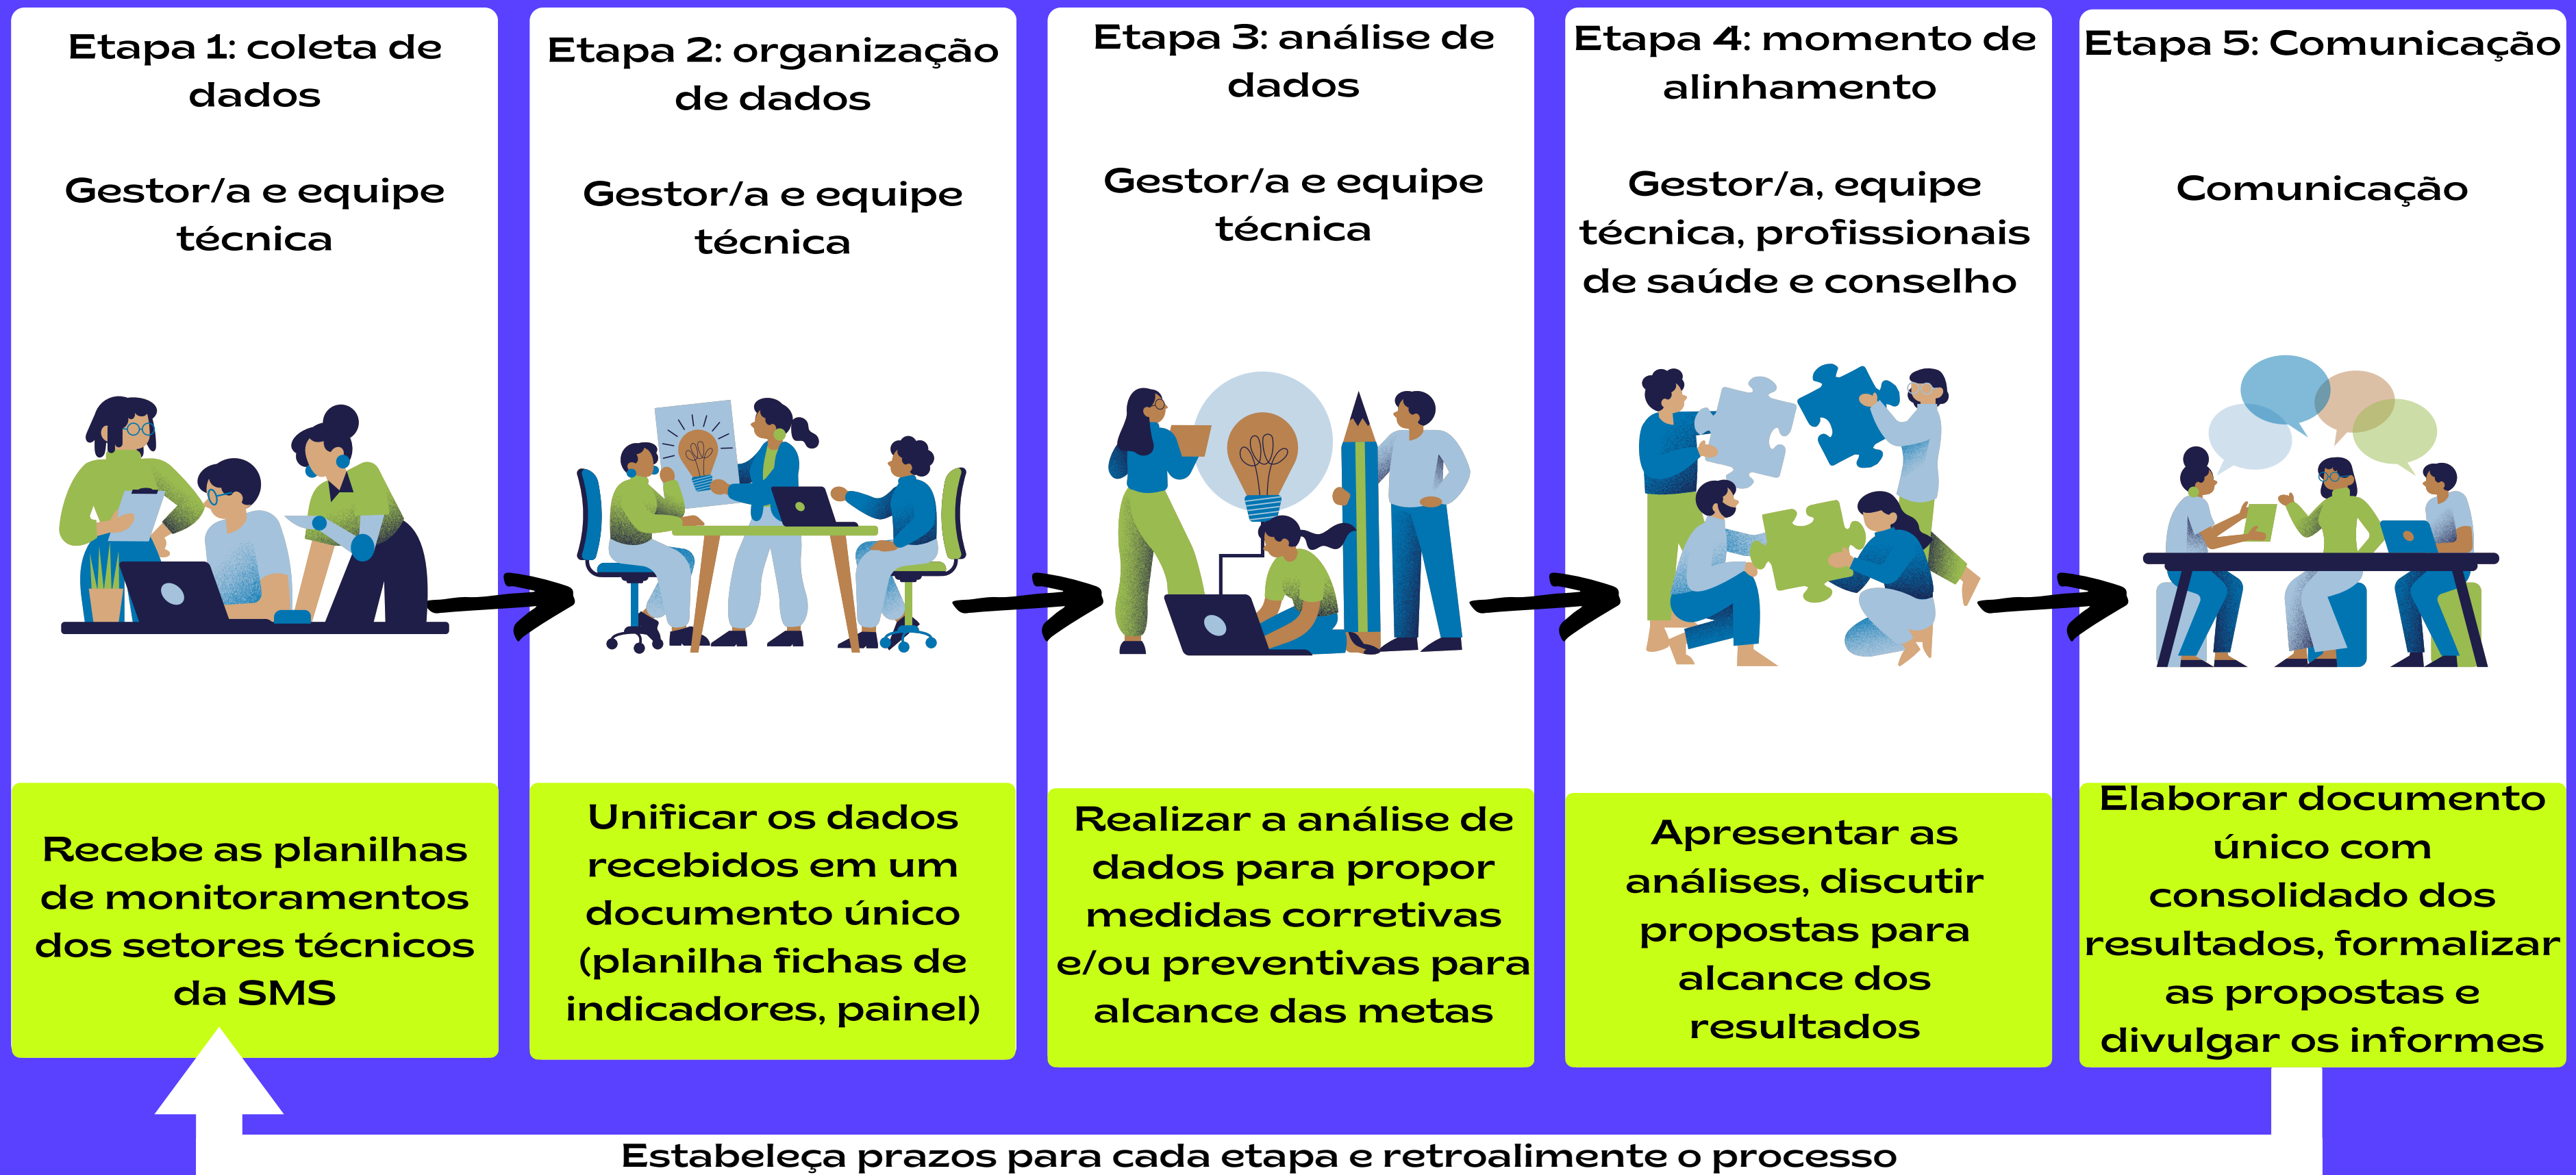 Etapa 1: coleta de
dados
Gestor/a e equipe
técnica
Recebe as planilhas
de monitoramentos
dos setores técnicos
da SMS
Etapa 2: organização
de dados
Gestor/a e equipe
técnica
Unificar os dados
recebidos em um
documento único
(planilha fichas de
indicadores, painel)
Etapa 3: análise de
dados
Gestor/a e equipe
técnica
Realizar a análise de
dados para propor
medidas corretivas
e/ou preventivas para
alcance das metas
Etapa 4: momento de
alinhamento
Gestor/a, equipe
técnica, profissionais
de saúde e conselho
Apresentar as
análises, discutir
propostas para
alcance dos
resultados
Etapa 5: Comunicação
Comunicação
Elaborar documento
único com
consolidado dos
resultados, formalizar
as propostas e
divulgar os informes
Estabeleça prazos para cada etapa e retroalimente o processo